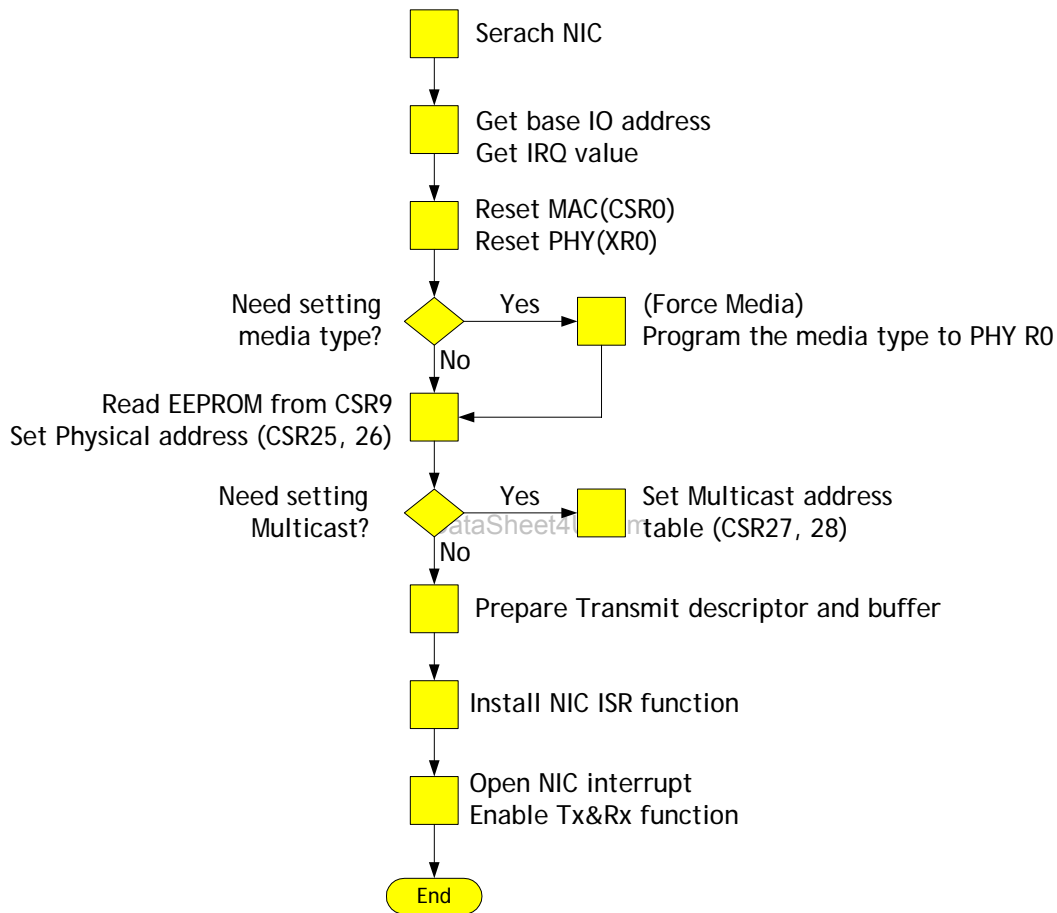 Serach NIC
Get base IO address
Get IRQ value
Reset MAC(CSR0)
Reset PHY(XR0)
Need setting
media type?
Yes
(Force Media)
Program the media type to PHY R0
No
Read EEPROM from CSR9
Set Physical address (CSR25, 26)
Need setting
Multicast?
Yes
Set Multicast address
table (CSR27, 28)
No
Prepare Transmit descriptor and buffer
Install NIC ISR function
Open NIC interrupt
Enable Tx&Rx function
End